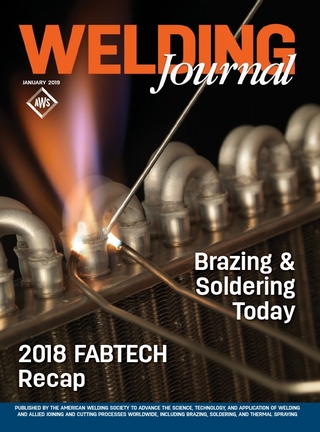 WELDING
Journal
JANUARY 2019
AWS
Brazing &
Soldering
Today
2018 FABTECH
Recap
PUBLISHED BY THE AMERICAN WELDING SOCIETY TO ADVANCE THE SCIENCE, TECHNOLOGY, AND APPLICATION OF WELDING
AND ALLIED JOINING AND CUTTING PROCESSES WORLDWIDE, INCLUDING BRAZING, SOLDERING, AND THERMAL SPRAYING